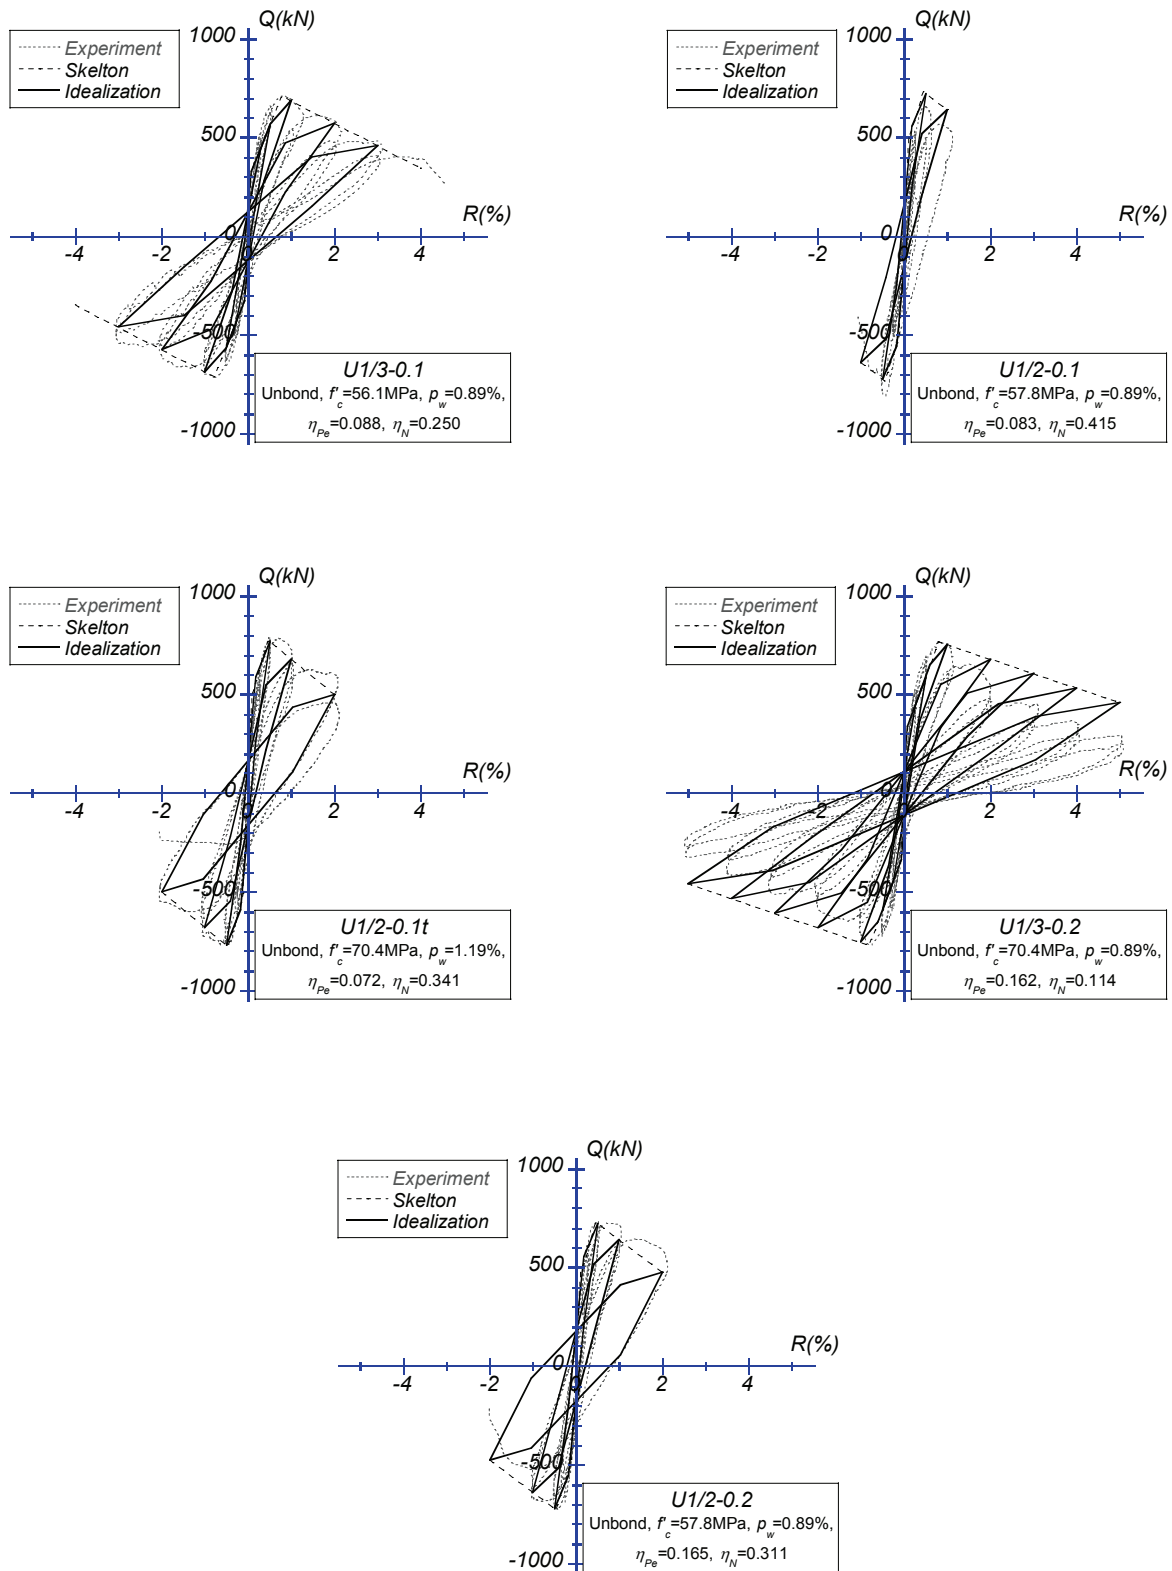 Q(kN)
1000
Experiment
Skelton
Idealization
500
R(%)
0
-4
-2
0
2
4
-500
U1/3-0.1
Unbond, f'c=56.1MPa, pw=0.89%,
ηPe=0.088, ηN=0.250
-1000
Q(kN)
1000
Experiment
Skelton
Idealization
500
R(%)
0
-4
-2
0
2
4
-500
U1/2-0.1
Unbond, f'c=57.8MPa, pw=0.89%,
ηPe=0.083, ηN=0.415
-1000
Q(kN)
1000
Experiment
Skelton
Idealization
500
R(%)
0
-4
-2
0
2
4
-500
U1/2-0.1t
Unbond, f'c=70.4MPa, pw=1.19%,
ηPe=0.072, ηN=0.341
-1000
Q(kN)
1000
Experiment
Skelton
Idealization
500
R(%)
0
-4
-2
0
2
4
-500
U1/3-0.2
Unbond, f'c=70.4MPa, pw=0.89%,
ηPe=0.162, ηN=0.114
-1000
Q(kN)
1000
Experiment
Skelton
Idealization
500
R(%)
0
-4
-2
0
2
4
-500
U1/2-0.2
Unbond, f'c=57.8MPa, pw=0.89%,
ηPe=0.165, ηN=0.311
-1000